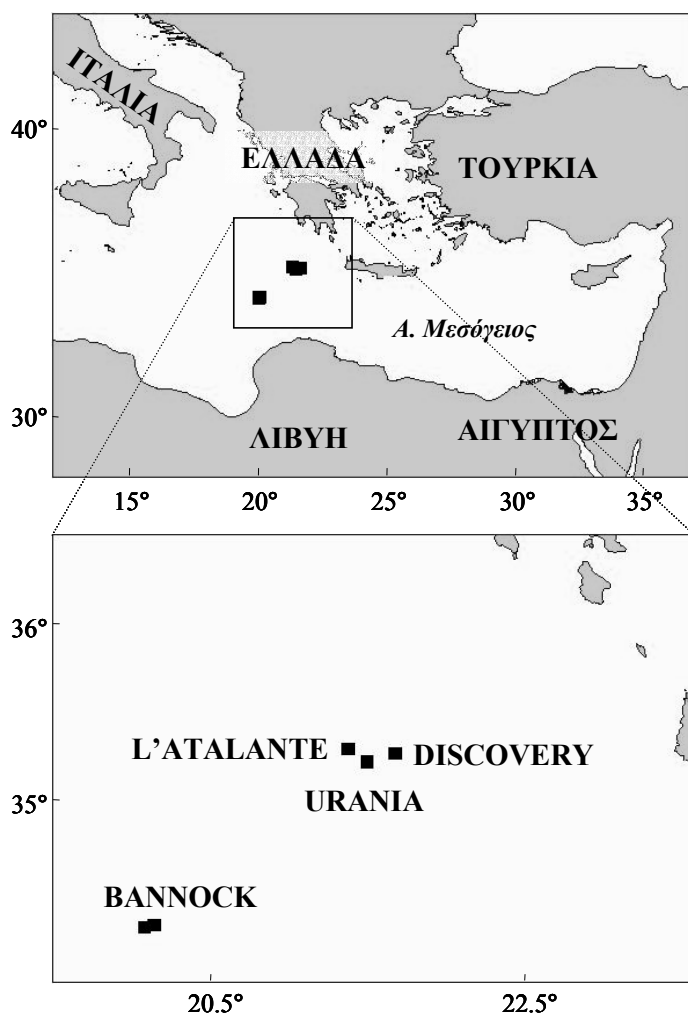 ΙΤΑΛΙΑ
40°
ΕΛΛΑΔΑ
ΤΟΥΡΚΙΑ
Α. Μεσόγειος
30°
ΛΙΒΥΗ
ΑΙΓΥΠΤΟΣ
15°
20°
25°
30°
35°
36°
L’ATALANTE
DISCOVERY
URANIA
35°
BANNOCK
20.5°
22.5°